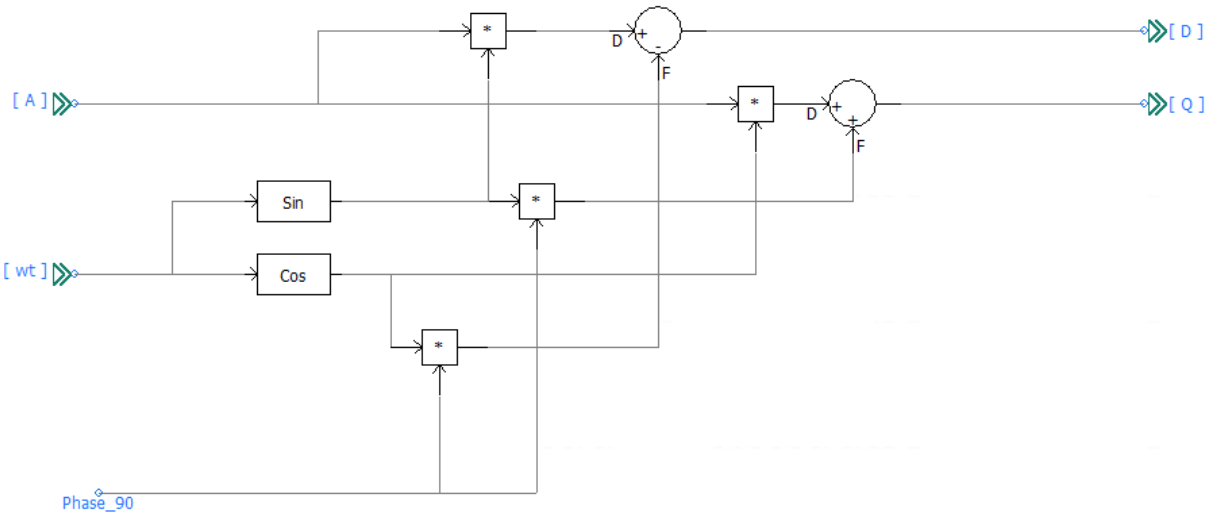 *
D
+
-
F
[ D ]
[ A ]
*
D
+
+
F
[ Q ]
Sin
*
[ wt ]
Cos
*
Phase_90